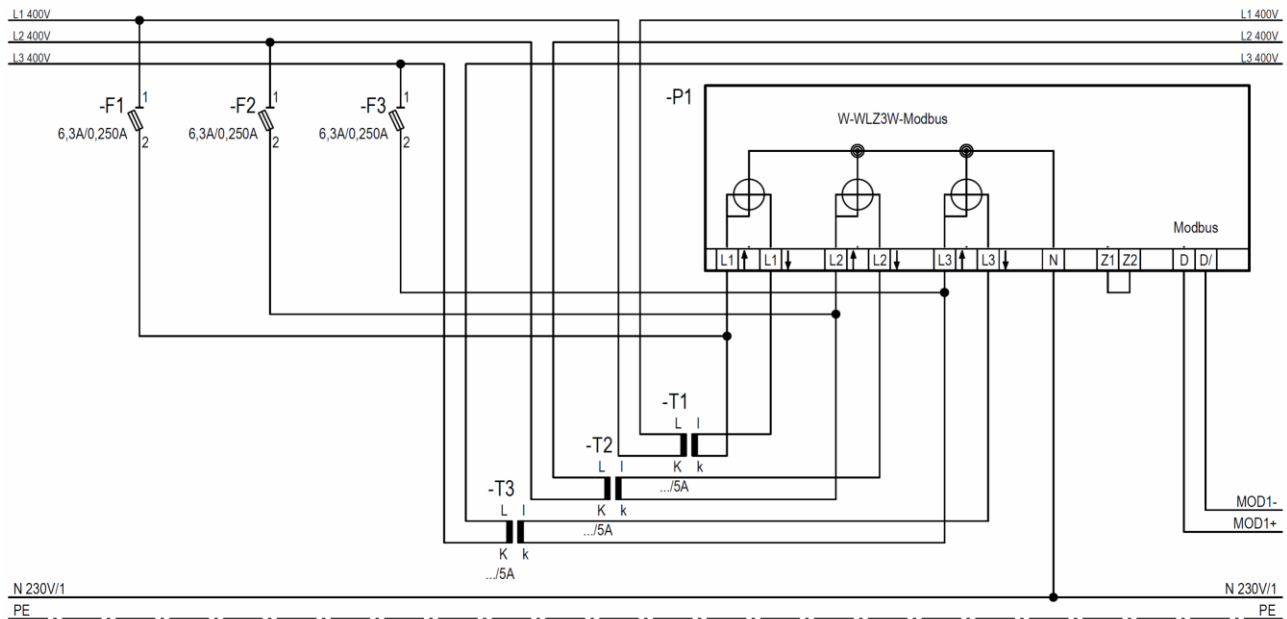 L1 400V
L1 400V
L2 400V
L2 400V
L3 400V
L3 400V
-P1
-F1
1
6,3A/0,250A
2
-F2
1
6,3A/0,250A
2
-F3
1
6,3A/0,250A
2
W-WLZ3W-Modbus
Modbus
L1 ↑ L1 ↓ L2 ↑ L2 ↓ L3 ↑ L3 ↓ N Z1 Z2 D D/
-T1
L l
K k
.../5A
-T2
L l
K k
.../5A
-T3
L l
K k
.../5A
MOD1-
MOD1+
N 230V/1
N 230V/1
PE
PE